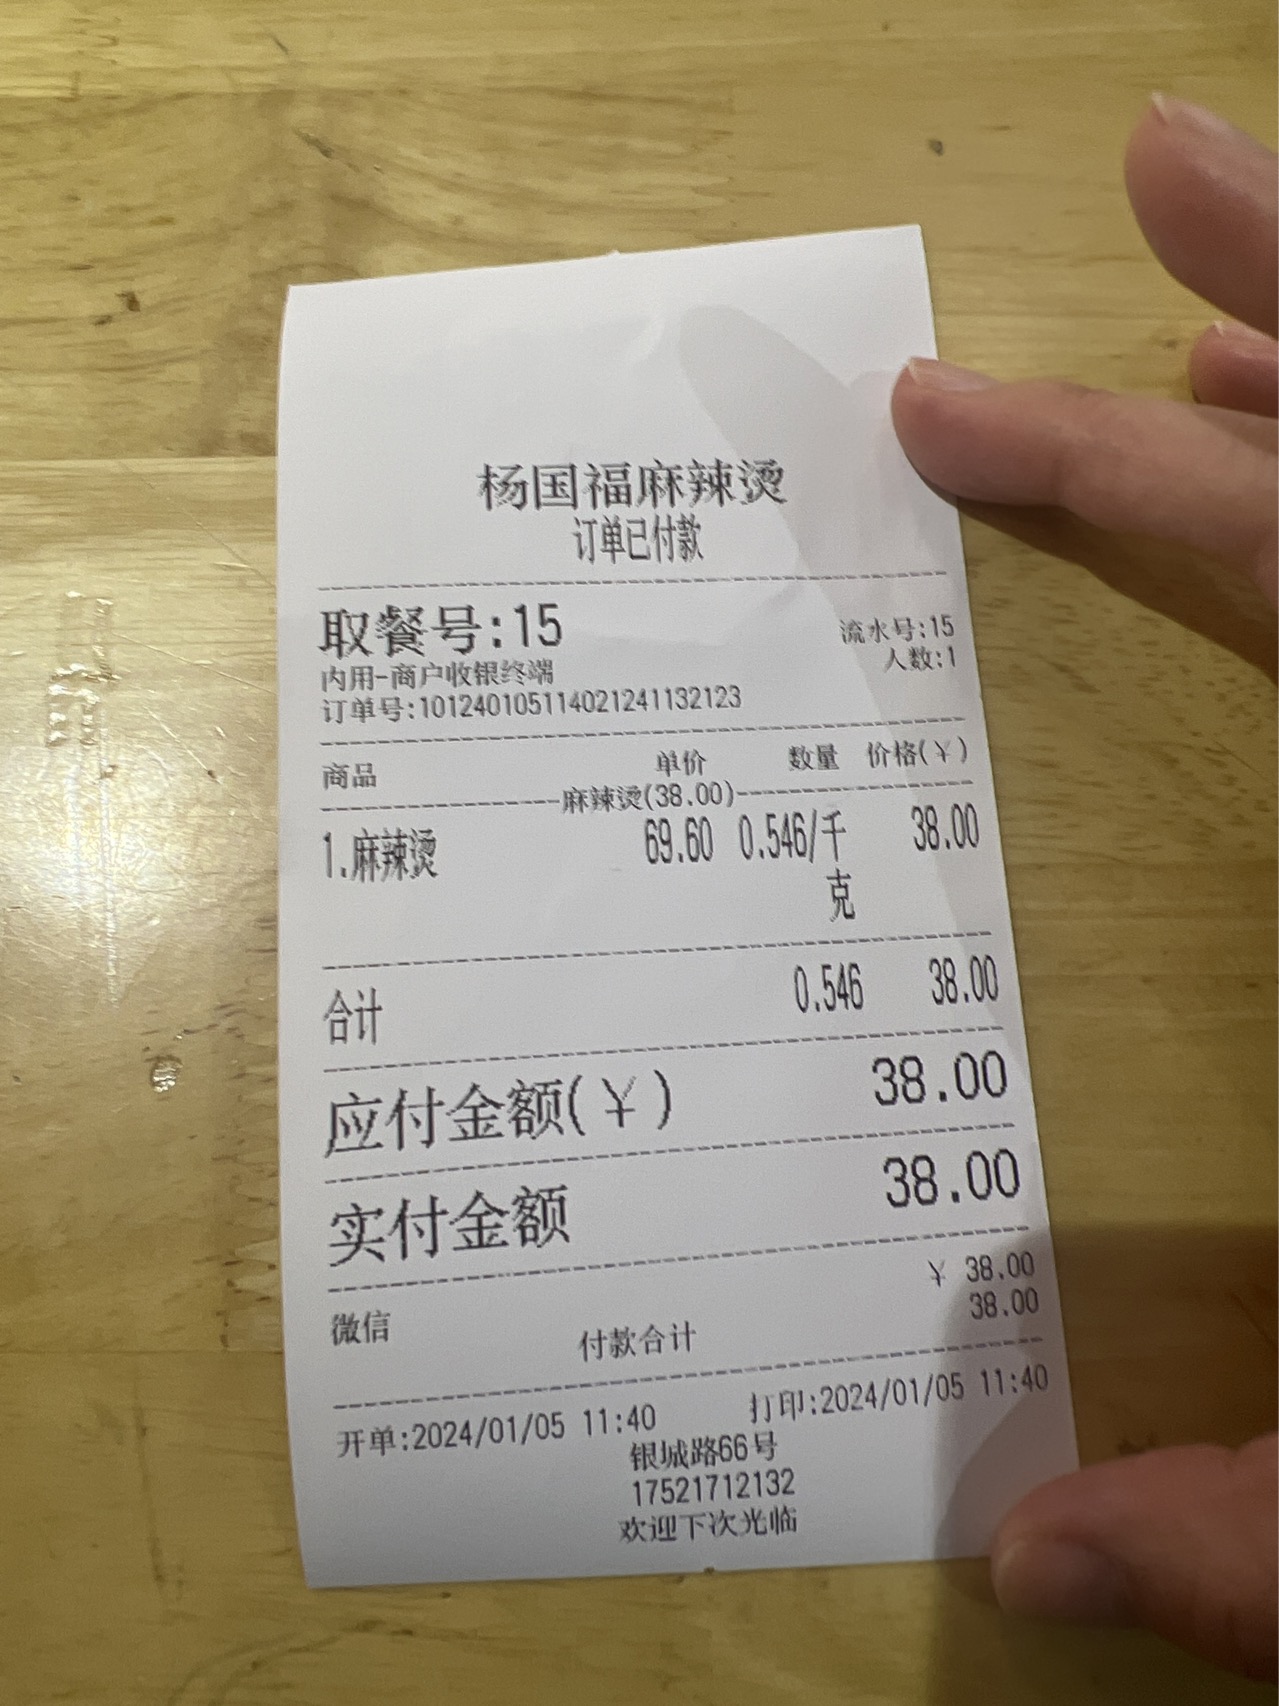 杨国福麻辣烫
订单已付款
取餐号:15
流水号:15
内用-商户收银终端
人数:1
订单号:101240105114021241132123
商品 单价 数量 价格(￥)
麻辣烫(38.00)
1.麻辣烫 69.60 0.546/千 38.00
克
合计 0.546 38.00
应付金额(￥) 38.00
实付金额 38.00
微信 ￥ 38.00
付款合计 38.00
开单:2024/01/05 11:40 打印:2024/01/05 11:40
银城路66号
17521712132
欢迎下次光临